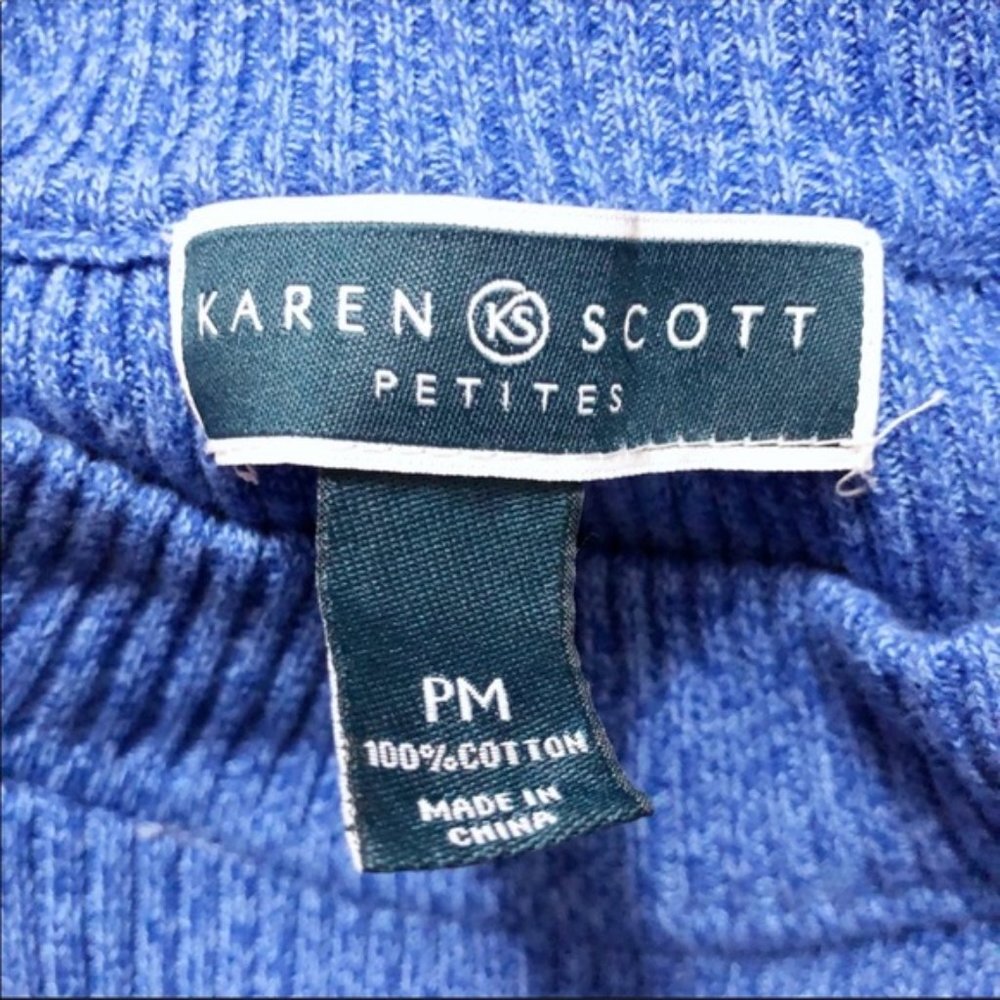 KAREN KS SCOTT
PETITES
PM
100%COTTON
MADE IN
CHINA